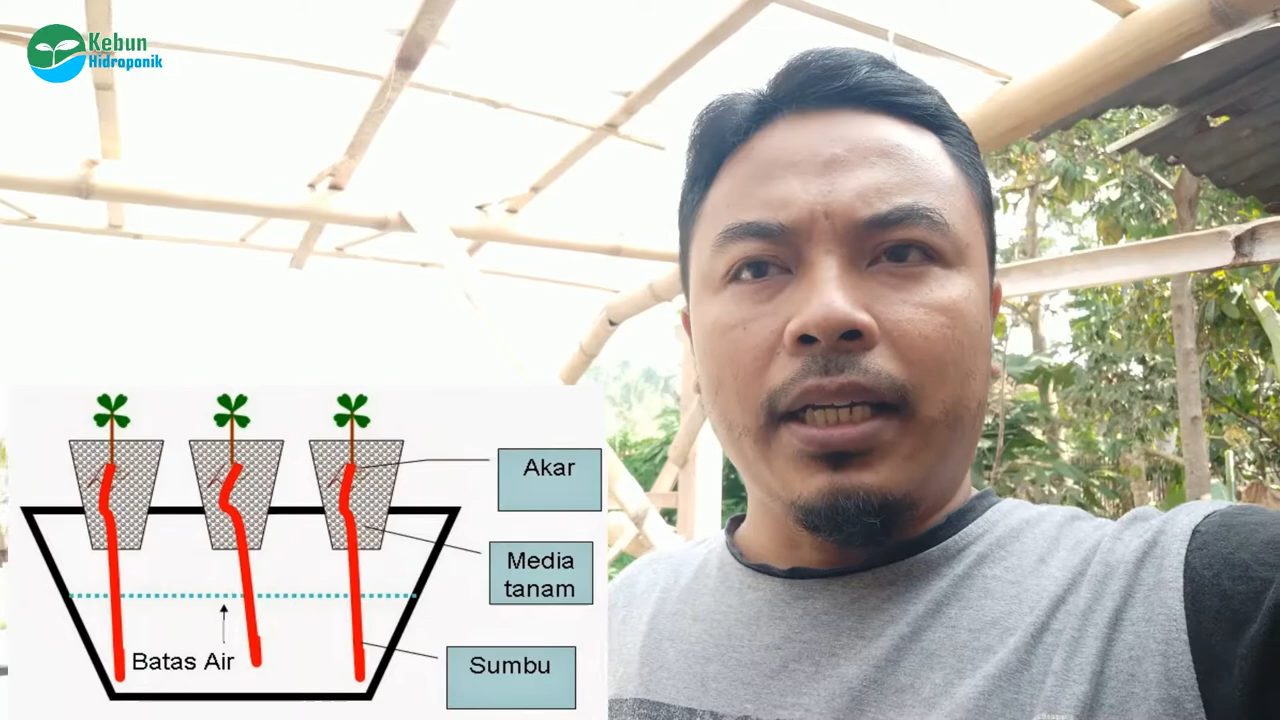 Kebun
Hidroponik
Akar
Media
tanam
Batas Air
Sumbu